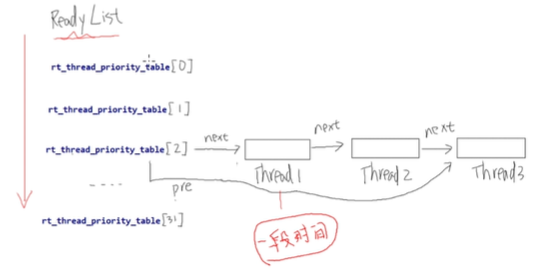 Ready List
rt_thread_priority_table[0]
rt_thread_priority_table[1]
rt_thread_priority_table[2] next next next
Thread1 Thread2 Thread3
----
pre
rt_thread_priority_table[31]
一段时间